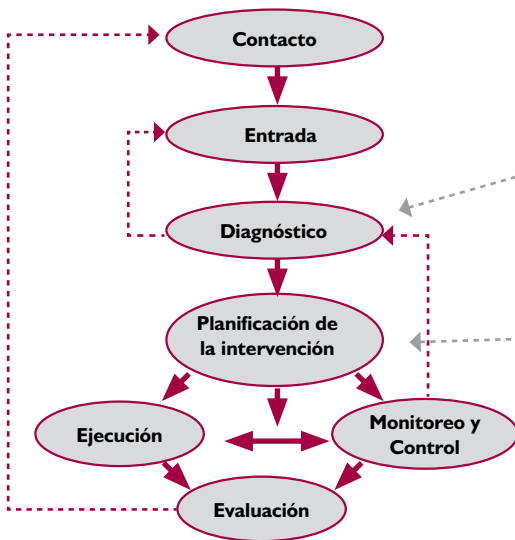 Contacto
Entrada
Diagnóstico
Planificación de
la intervención
Ejecución
Monitoreo y
Control
Evaluación